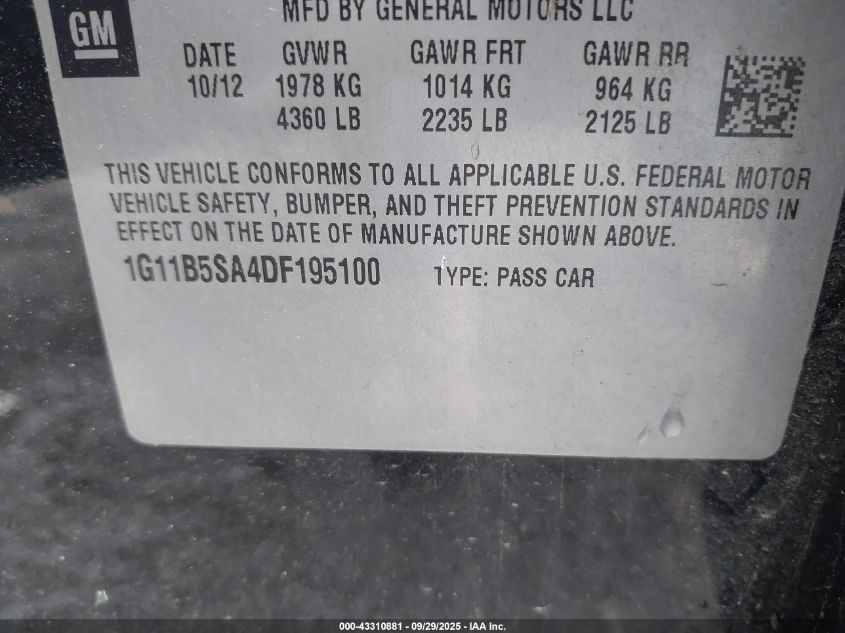 MFD BY GENERAL MOTORS LLC
GM
DATE GVWR GAWR FRT GAWR RR
10/12 1978 KG 1014 KG 964 KG
4360 LB 2235 LB 2125 LB
THIS VEHICLE CONFORMS TO ALL APPLICABLE U.S. FEDERAL MOTOR
VEHICLE SAFETY, BUMPER, AND THEFT PREVENTION STANDARDS IN
EFFECT ON THE DATE OF MANUFACTURE SHOWN ABOVE.
1G11B5SA4DF195100 TYPE: PASS CAR
000-43310881 - 09/29/2025 - IAA Inc.